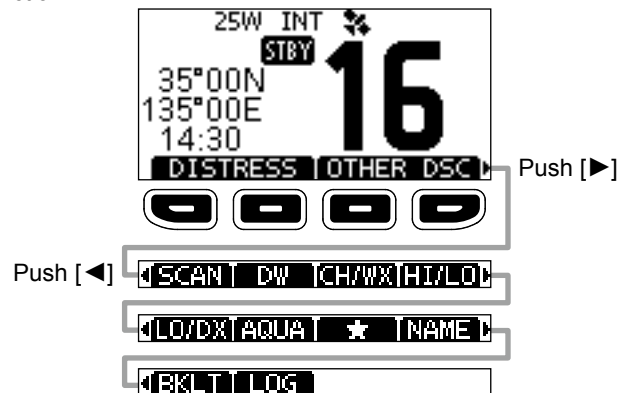 25W INT
STBY
16
35°00N
135°00E
14:30
DISTRESS OTHER DSC
Push [►]
Push [◄]
SCAN DW CH/WX HI/LO
LO/DX AQUA ★ NAME
BKLT LOG